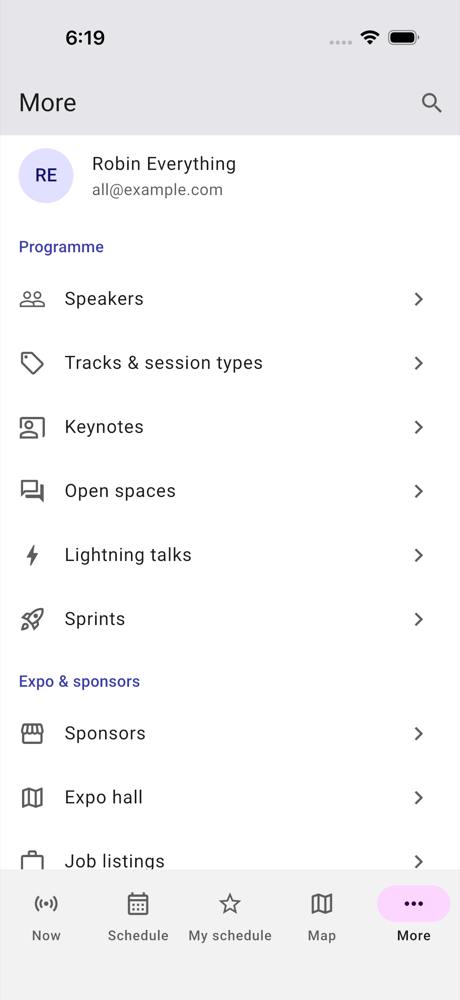 6:19
More
RE
Robin Everything
all@example.com
Programme
Speakers
Tracks & session types
Keynotes
Open spaces
Lightning talks
Sprints
Expo & sponsors
Sponsors
Expo hall
Job listings
Now
Schedule
My schedule
Map
More